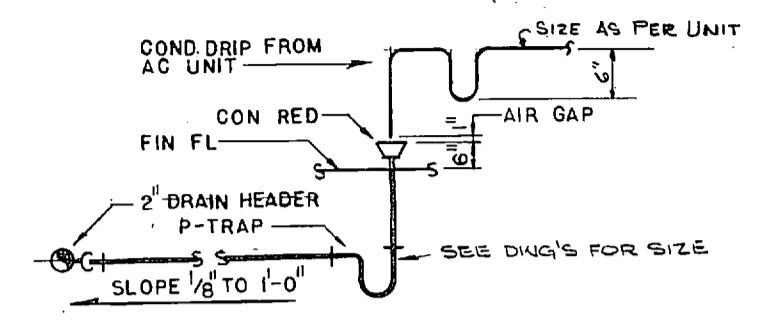 SIZE AS PER UNIT
COND. DRIP FROM
AC UNIT
6"
CON RED
1"
AIR GAP
FIN FL
6"
2" DRAIN HEADER
P-TRAP
SEE DWG'S FOR SIZE
SLOPE 1/8" TO 1'-0"